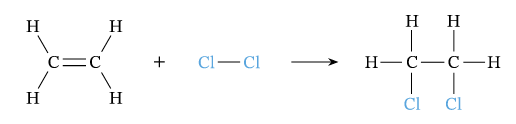 H H H H
C=C + Cl—Cl ⟶ H—C—C—H
H H Cl Cl